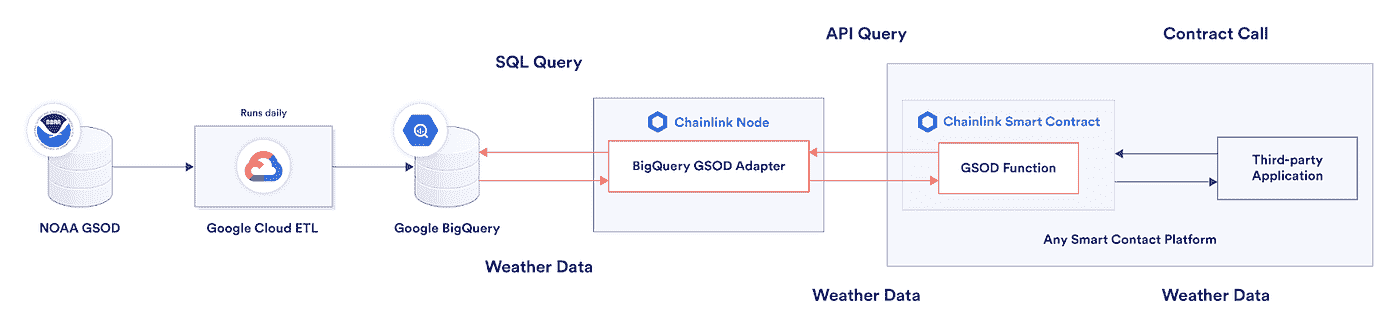 API Query
Contract Call
SQL Query
NOAA
Runs daily
Chainlink Node
Chainlink Smart Contract
BigQuery GSOD Adapter
GSOD Function
Third-party
Application
NOAA GSOD
Google Cloud ETL
Google BigQuery
Any Smart Contact Platform
Weather Data
Weather Data
Weather Data